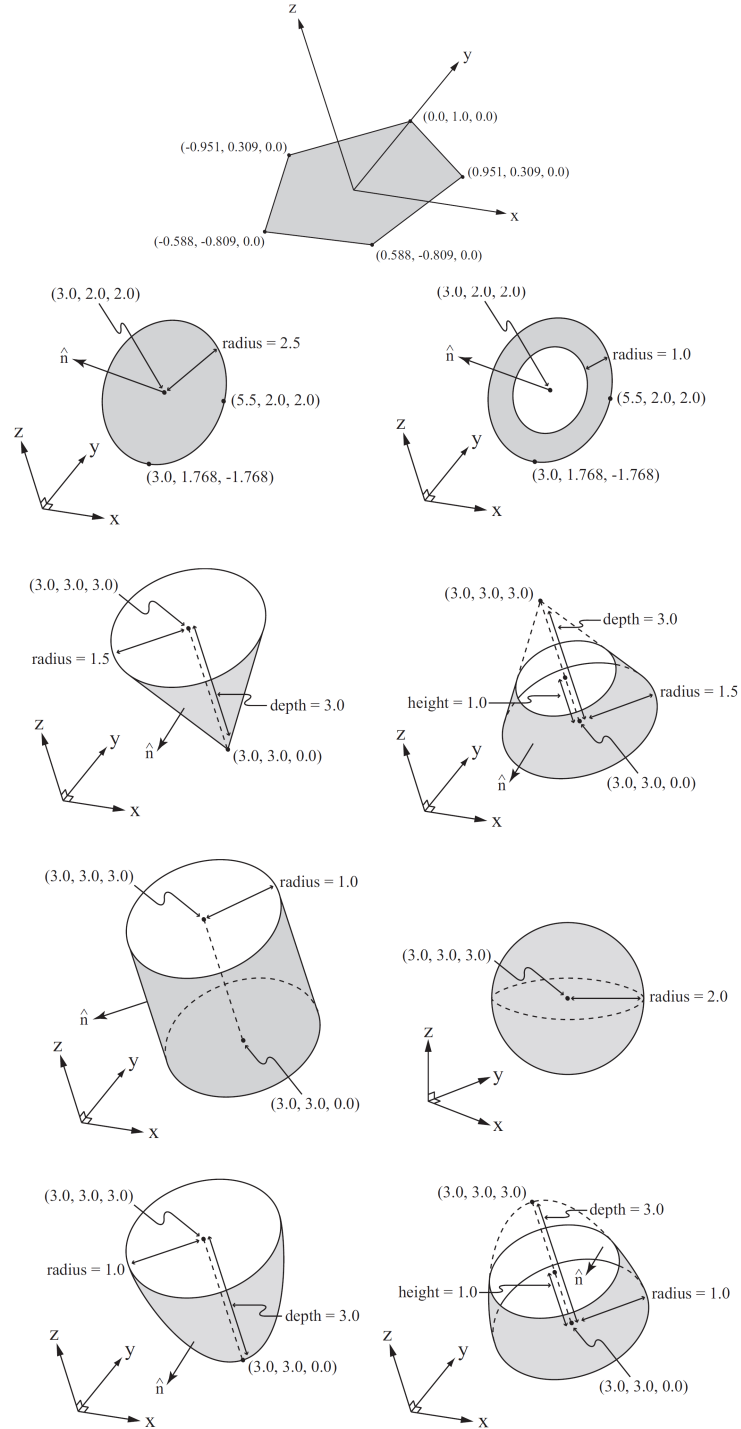 z
y
(0.0, 1.0, 0.0)
(-0.951, 0.309, 0.0)
(0.951, 0.309, 0.0)
x
(-0.588, -0.809, 0.0)
(0.588, -0.809, 0.0)
(3.0, 2.0, 2.0)
radius = 2.5
n̂
(5.5, 2.0, 2.0)
z
y
(3.0, 1.768, -1.768)
x
(3.0, 2.0, 2.0)
radius = 1.0
n̂
(5.5, 2.0, 2.0)
z
y
(3.0, 1.768, -1.768)
x
(3.0, 3.0, 3.0)
radius = 1.5
depth = 3.0
z
y
n̂
(3.0, 3.0, 0.0)
x
(3.0, 3.0, 3.0)
depth = 3.0
radius = 1.5
height = 1.0
z
y
n̂
(3.0, 3.0, 0.0)
x
(3.0, 3.0, 3.0)
radius = 1.0
n̂
z
y
(3.0, 3.0, 0.0)
x
(3.0, 3.0, 3.0)
radius = 2.0
z
y
x
(3.0, 3.0, 3.0)
radius = 1.0
depth = 3.0
z
y
(3.0, 3.0, 0.0)
n̂
x
(3.0, 3.0, 3.0)
depth = 3.0
n̂
height = 1.0
radius = 1.0
z
y
(3.0, 3.0, 0.0)
x